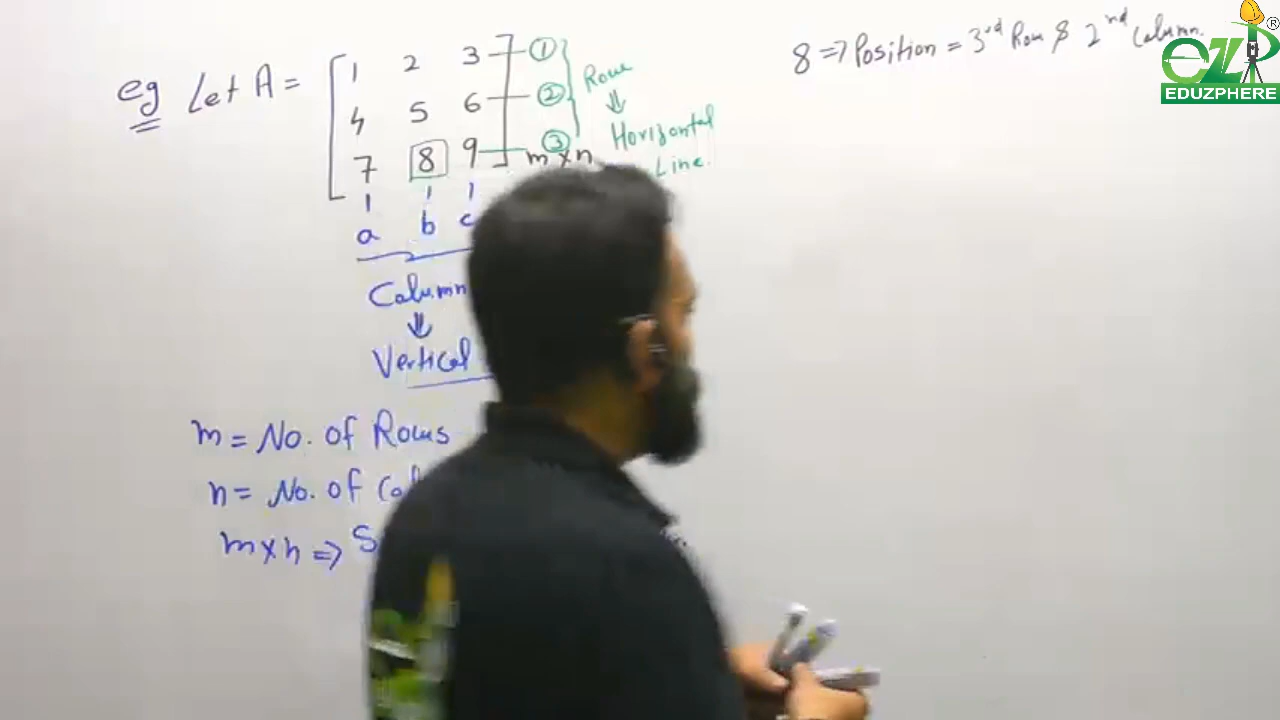 eg Let A =
1 2 3 ①
4 5 6 ②
7 8 9 ③
m x n
Row
⇓
Horizontal
Line.
a b c
Column
⇓
Vertical
m = No. of Rows
n = No. of
m x n ⇒
8 ⇒ Position = 3rd Row & 2nd Column.
EZP
EDUZPHERE